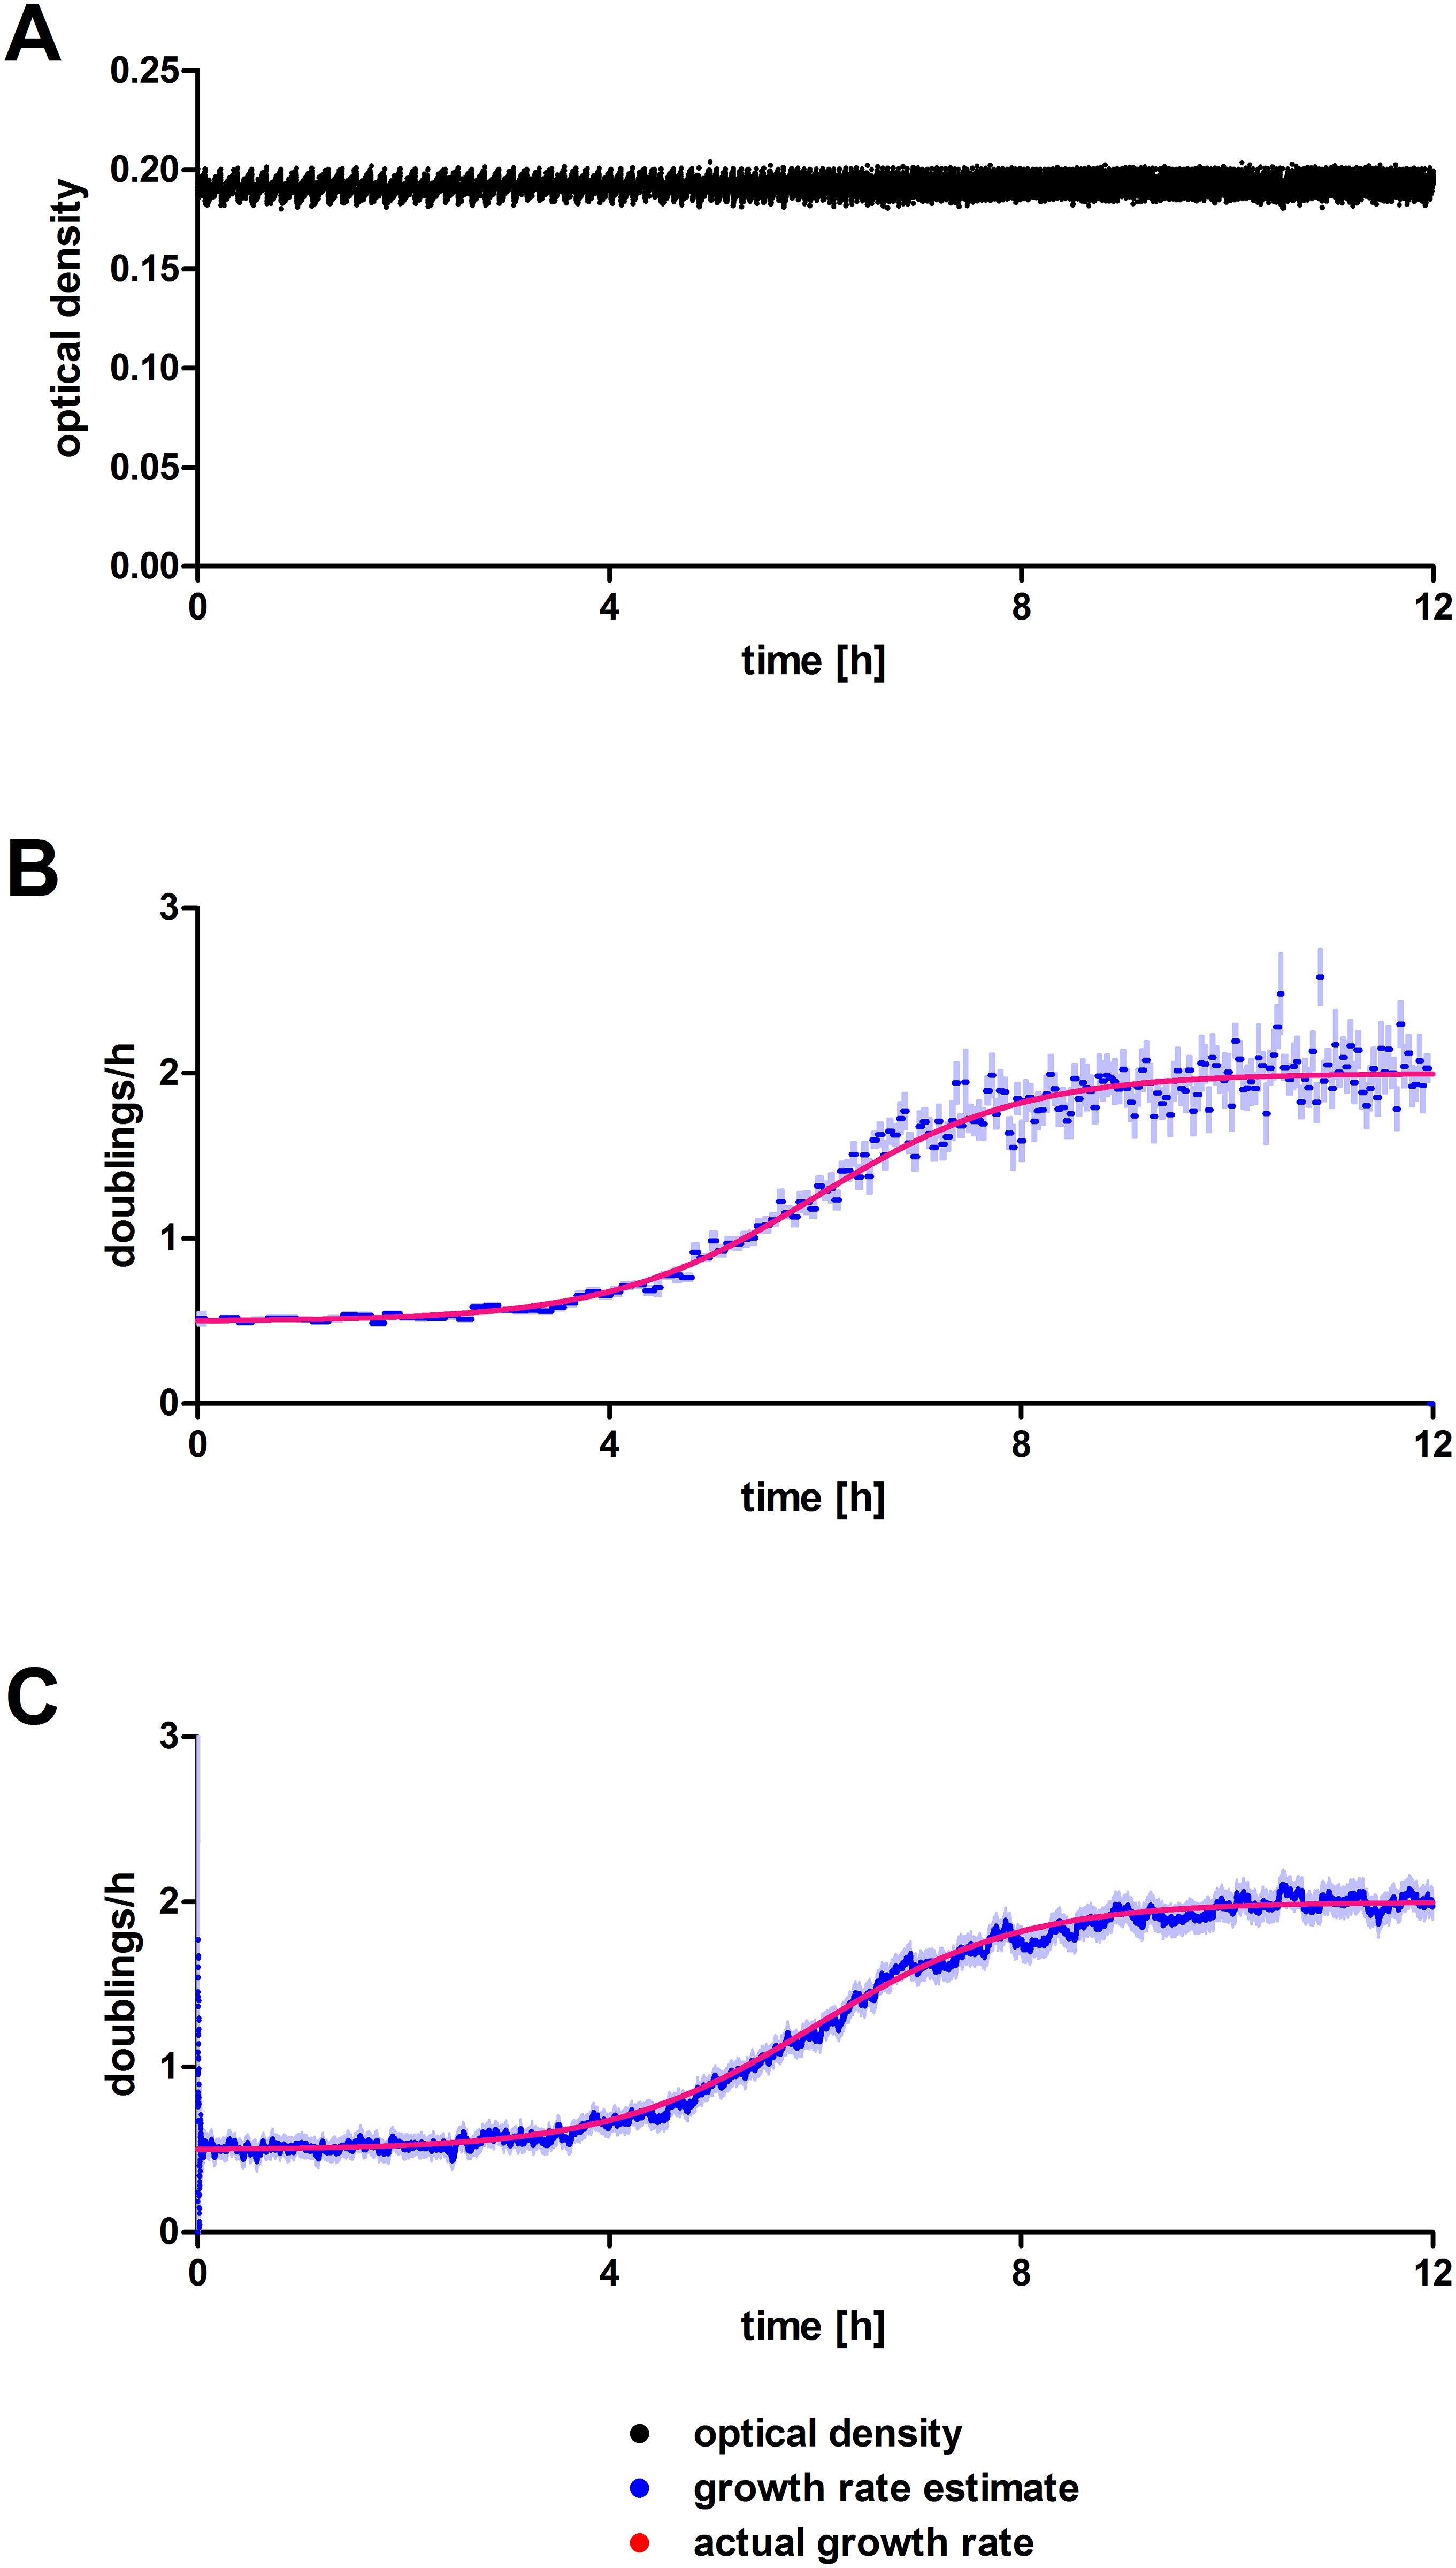 A
0.25
0.20
0.15
0.10
0.05
0.00
optical density
0 4 8 12
time [h]
B
3
2
1
0
doublings/h
0 4 8 12
time [h]
C
3
2
1
0
doublings/h
0 4 8 12
time [h]
optical density
growth rate estimate
actual growth rate